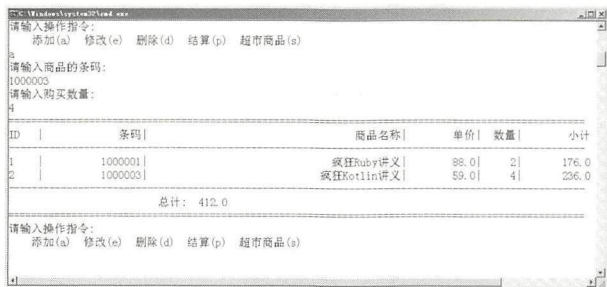 C:\Windows\system32\cmd.exe
请输入操作指令:
添加(a) 修改(e) 删除(d) 结算(p) 超市商品(s)
a
请输入商品的条码:
1000003
请输入购买数量:
4
ID | 条码| 商品名称| 单价| 数量| 小计
1 | 1000001| 疯狂Ruby讲义| 88.0| 2| 176.0
2 | 1000003| 疯狂Kotlin讲义| 59.0| 4| 236.0
总计: 412.0
请输入操作指令:
添加(a) 修改(e) 删除(d) 结算(p) 超市商品(s)